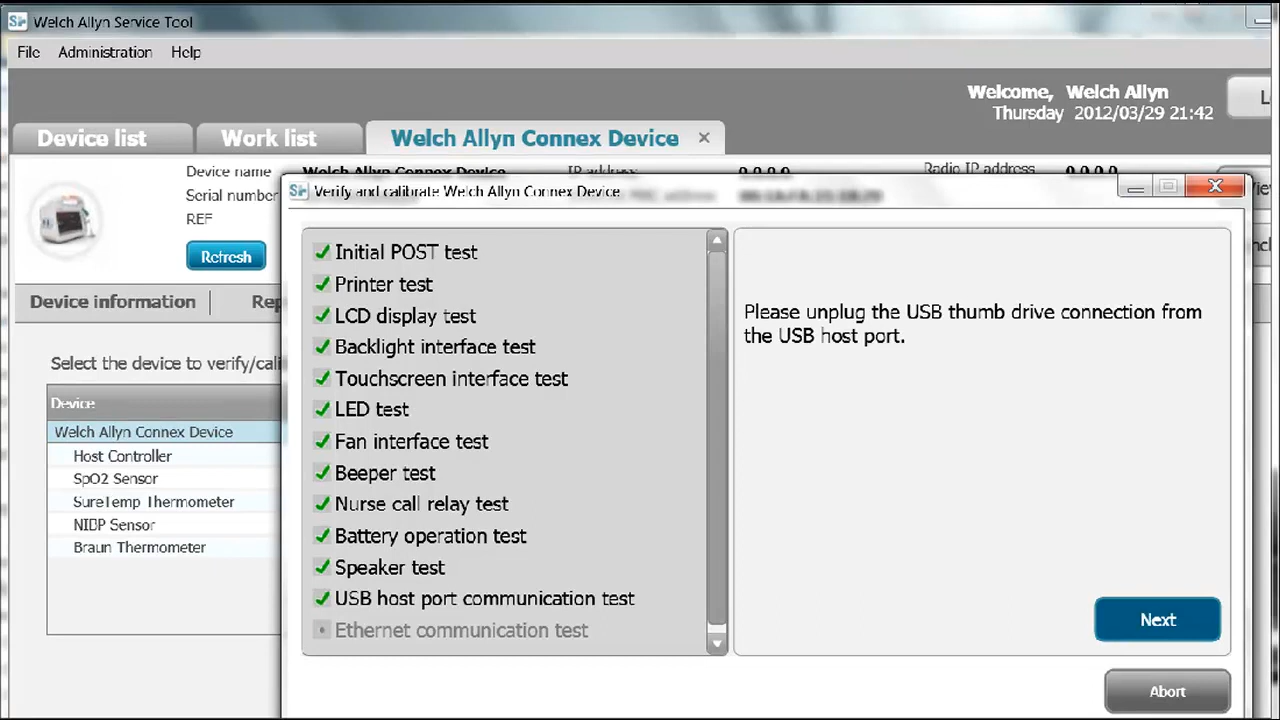 Welch Allyn Service Tool
File Administration Help
Welcome, Welch Allyn
Thursday 2012/03/29 21:42
Device list Work list Welch Allyn Connex Device
Device name Welch Allyn Connex Device IP address 0.0.0.0 Radio IP address 0.0.0.0
Serial number
REF
Refresh
Device information
Select the device to verify/cali
Device
Welch Allyn Connex Device
Host Controller
SpO2 Sensor
SureTemp Thermometer
NIBP Sensor
Braun Thermometer
Verify and calibrate Welch Allyn Connex Device
Initial POST test
Printer test
LCD display test
Backlight interface test
Touchscreen interface test
LED test
Fan interface test
Beeper test
Nurse call relay test
Battery operation test
Speaker test
USB host port communication test
Ethernet communication test
Please unplug the USB thumb drive connection from
the USB host port.
Next
Abort